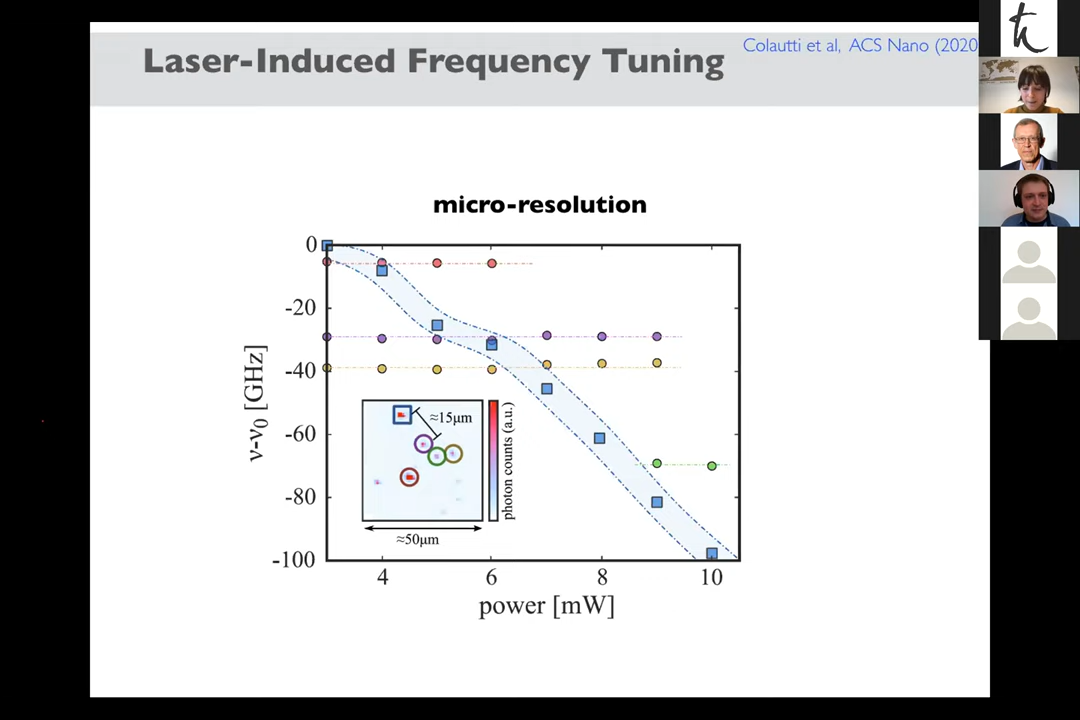 Laser-Induced Frequency Tuning
Colautti et al, ACS Nano (2020
th
micro-resolution
0
-20
-40
-60
-80
-100
ν-ν0 [GHz]
≈15μm
photon counts (a.u.)
≈50μm
4
6
8
10
power [mW]